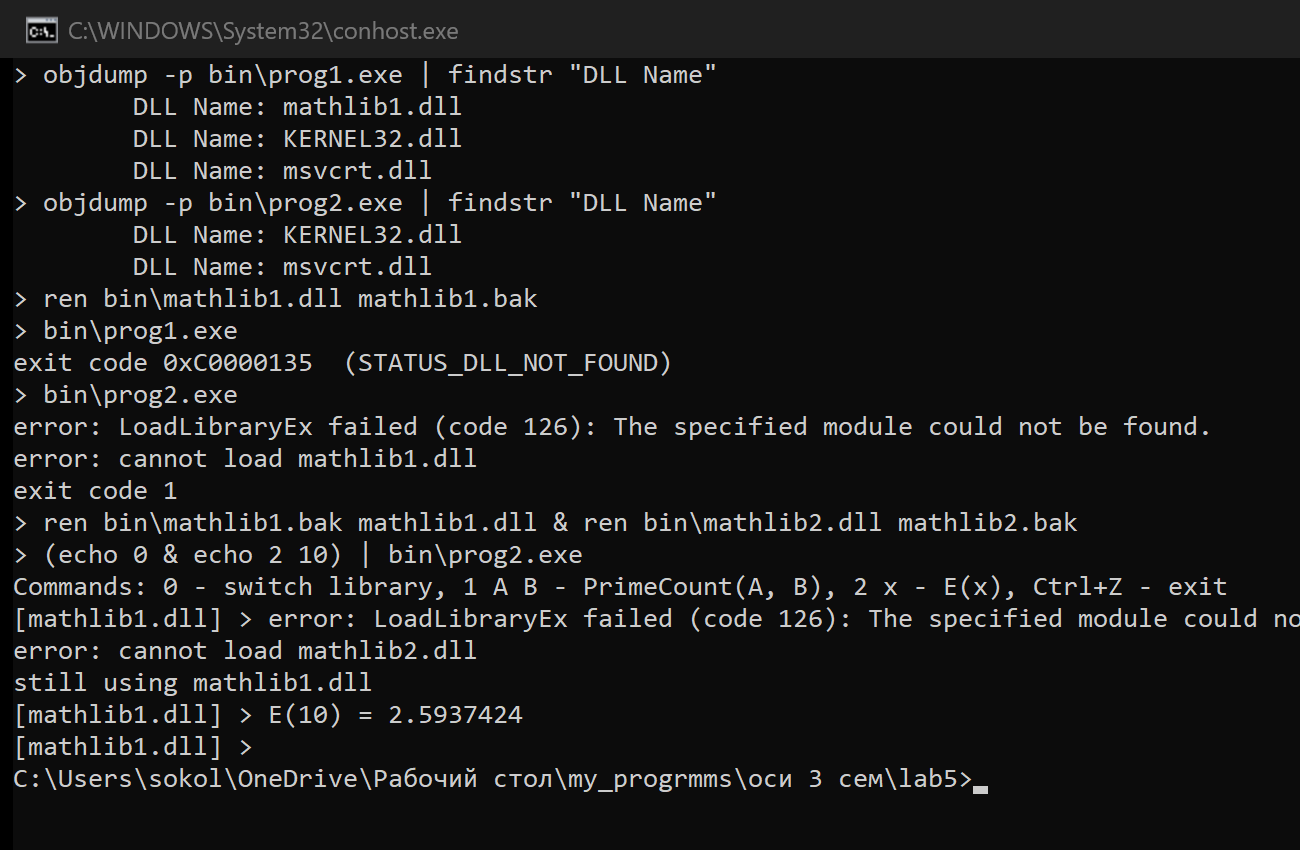 C:\WINDOWS\System32\conhost.exe
> objdump -p bin\prog1.exe | findstr "DLL Name"
        DLL Name: mathlib1.dll
        DLL Name: KERNEL32.dll
        DLL Name: msvcrt.dll
> objdump -p bin\prog2.exe | findstr "DLL Name"
        DLL Name: KERNEL32.dll
        DLL Name: msvcrt.dll
> ren bin\mathlib1.dll mathlib1.bak
> bin\prog1.exe
exit code 0xC0000135  (STATUS_DLL_NOT_FOUND)
> bin\prog2.exe
error: LoadLibraryEx failed (code 126): The specified module could not be found.
error: cannot load mathlib1.dll
exit code 1
> ren bin\mathlib1.bak mathlib1.dll & ren bin\mathlib2.dll mathlib2.bak
> (echo 0 & echo 2 10) | bin\prog2.exe
Commands: 0 - switch library, 1 A B - PrimeCount(A, B), 2 x - E(x), Ctrl+Z - exit
[mathlib1.dll] > error: LoadLibraryEx failed (code 126): The specified module could no
error: cannot load mathlib2.dll
still using mathlib1.dll
[mathlib1.dll] > E(10) = 2.5937424
[mathlib1.dll] >
C:\Users\sokol\OneDrive\Рабочий стол\my_progrmms\оси 3 сем\lab5>